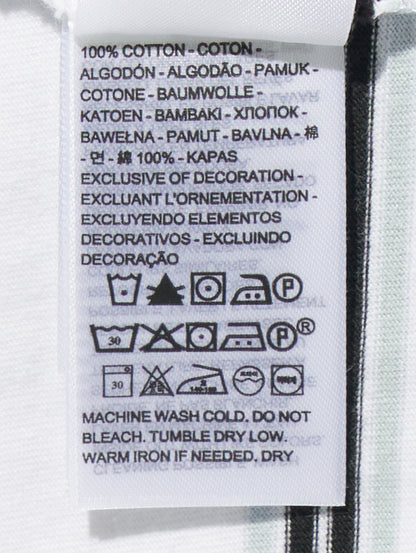 100% COTTON - COTON -
ALGODÓN - ALGODÃO - PAMUK -
COTONE - BAUMWOLLE -
KATOEN - BAMBAKI - ХЛОПОК -
BAWEŁNA - PAMUT - BAVLNA - 棉
- 면 - 綿 100% - KAPAS
EXCLUSIVE OF DECORATION -
EXCLUANT L'ORNEMENTATION -
EXCLUYENDO ELEMENTOS
DECORATIVOS - EXCLUINDO
DECORAÇÃO
P
30 P ®
30
MACHINE WASH COLD. DO NOT
BLEACH. TUMBLE DRY LOW.
WARM IRON IF NEEDED, DRY